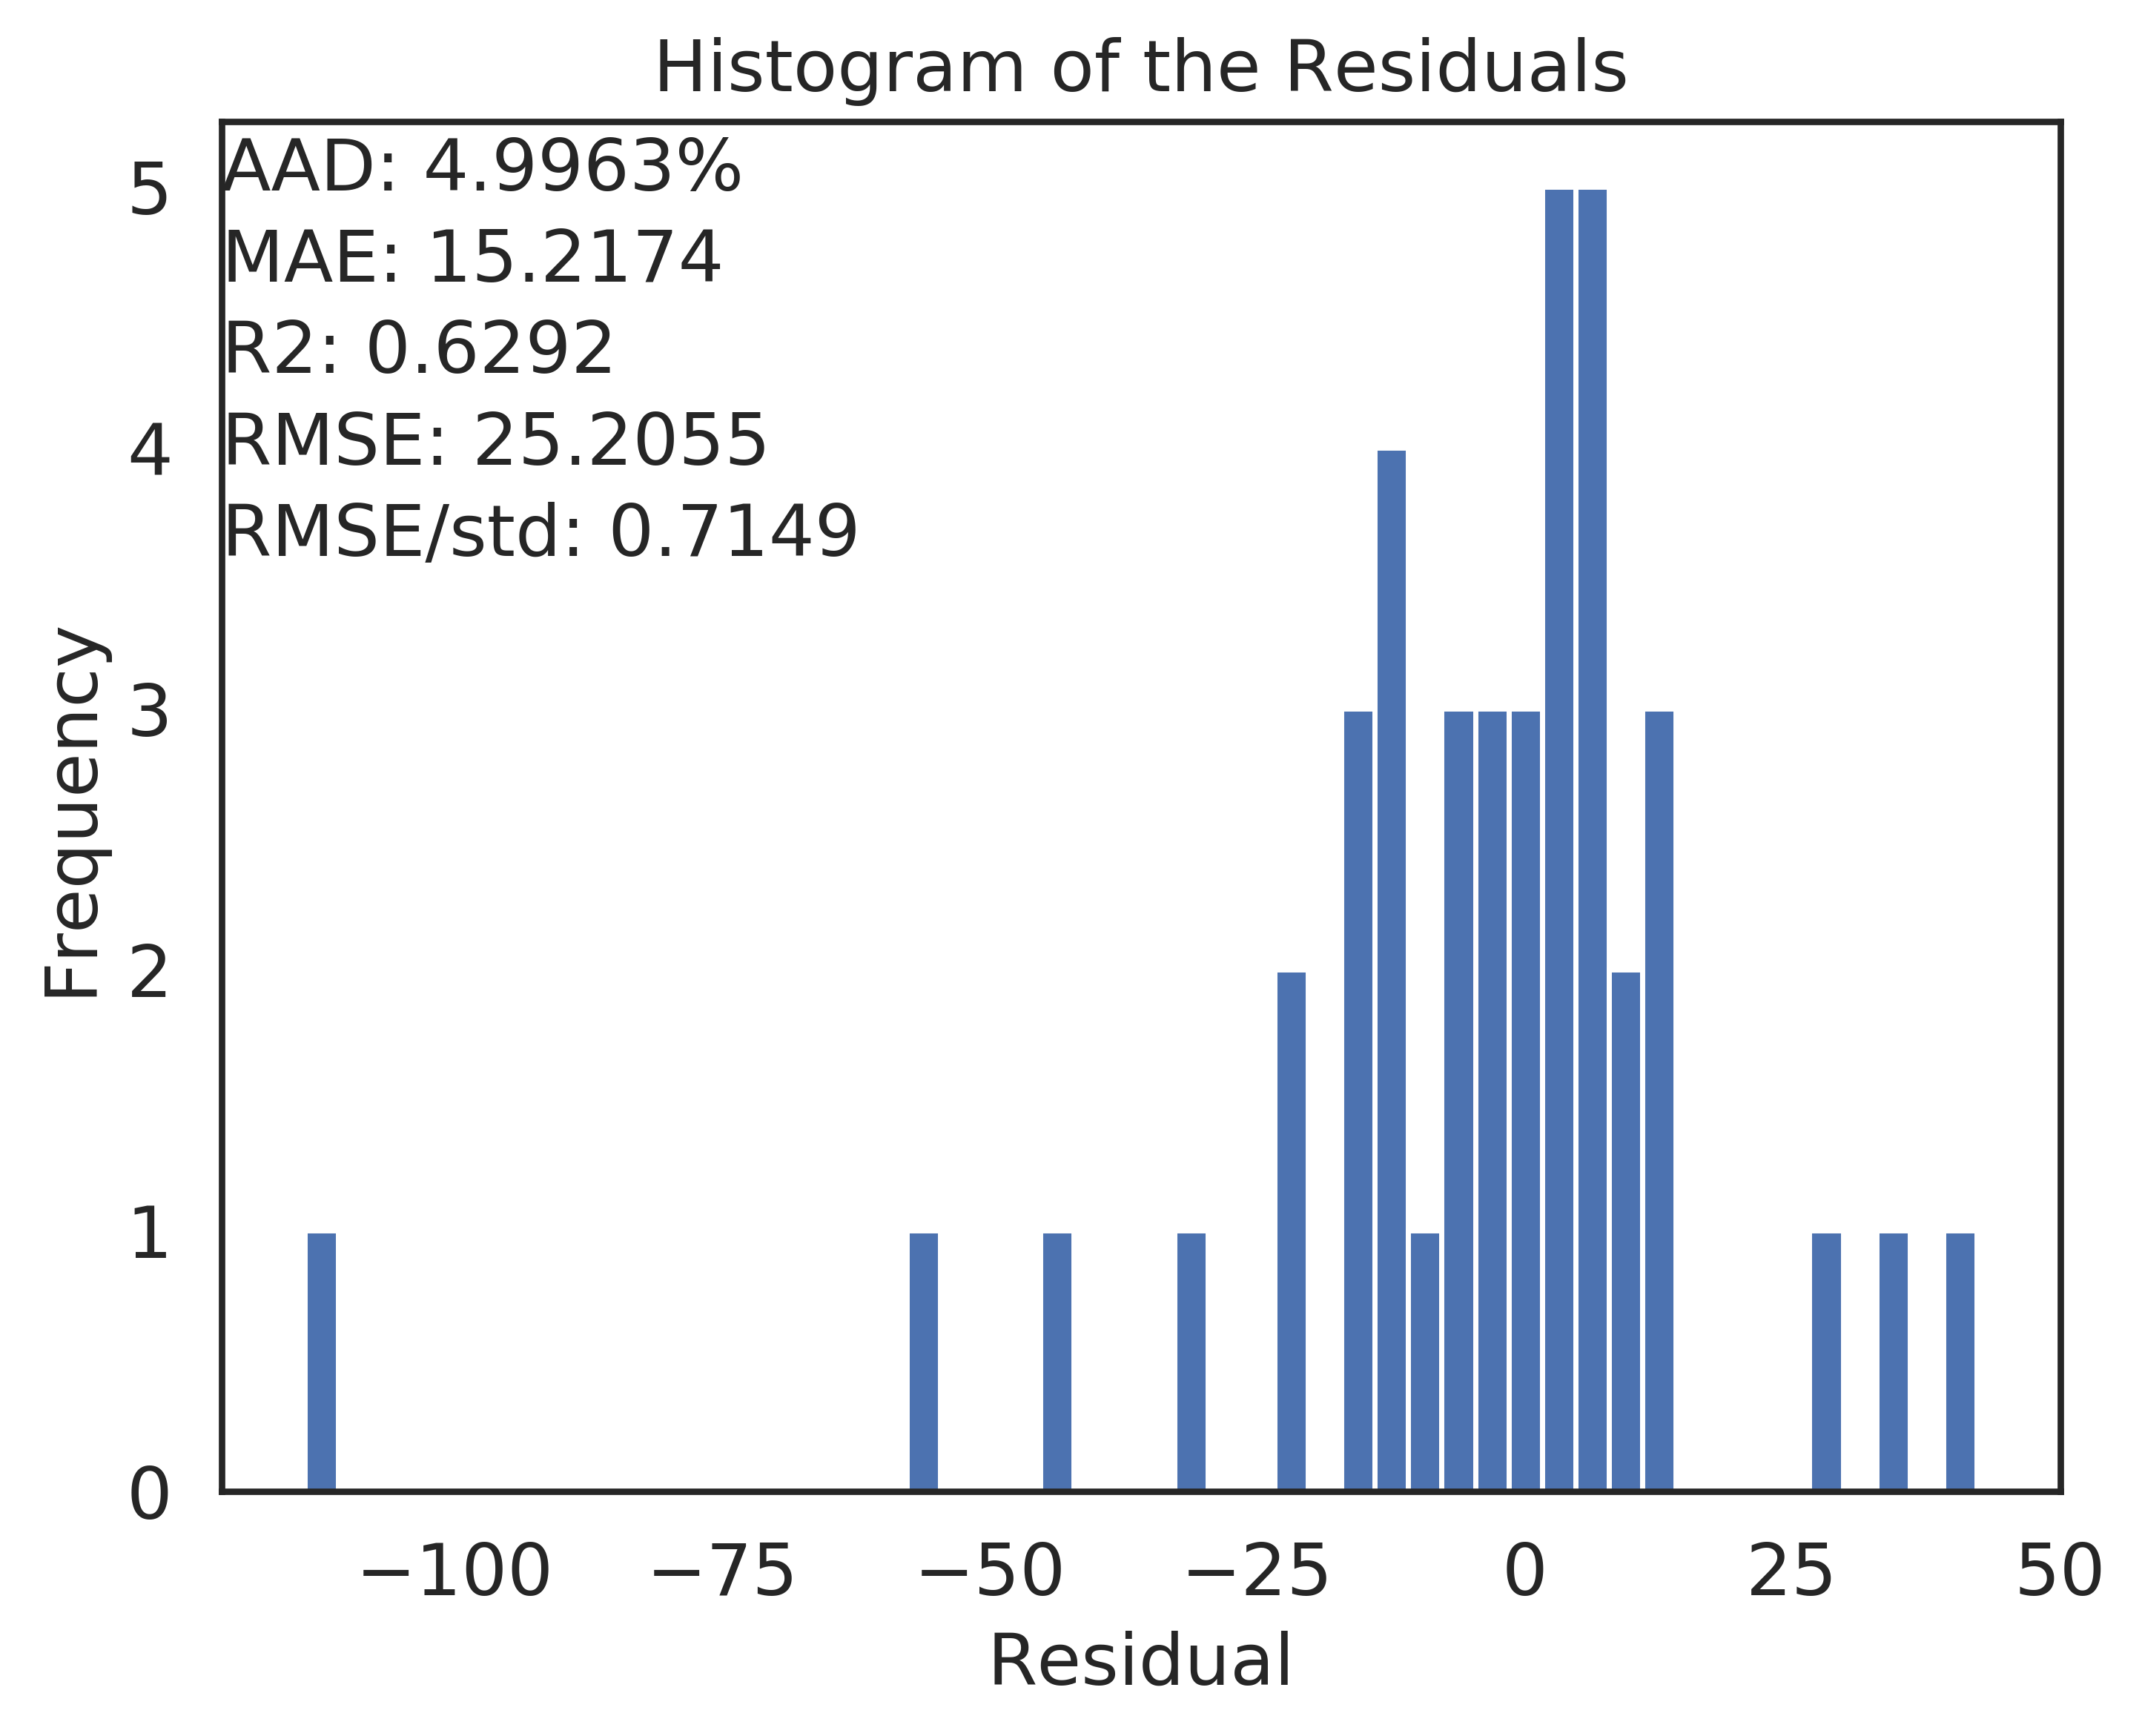 Histogram of the Residuals
AAD: 4.9963%
MAE: 15.2174
R2: 0.6292
RMSE: 25.2055
RMSE/std: 0.7149
Frequency
5
4
3
2
1
0
−100 −75 −50 −25 0 25 50
Residual